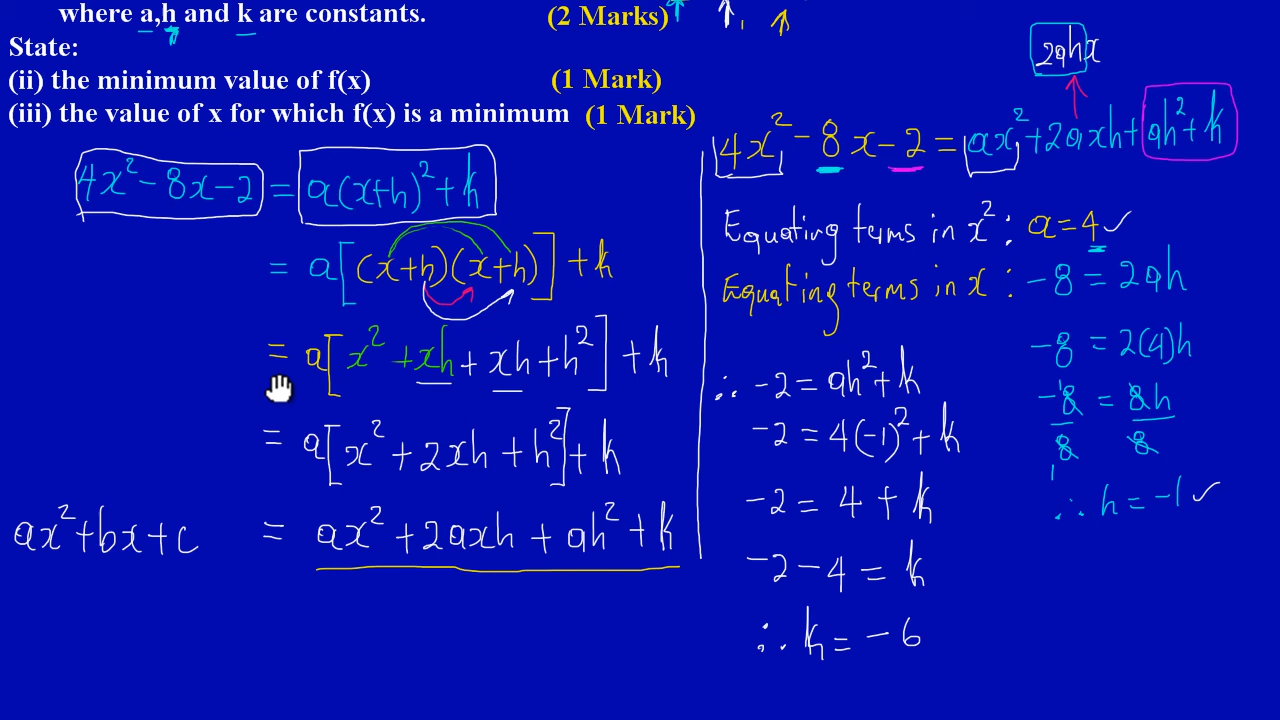 where a,h and k are constants. (2 Marks)
State:
(ii) the minimum value of f(x) (1 Mark)
(iii) the value of x for which f(x) is a minimum (1 Mark)
4x² - 8x - 2 = a(x+h)² + k
= a[(x+h)(x+h)] + k
= a[x² + xh + xh + h²] + k
= a[x² + 2xh + h²] + k
ax² + bx + c = ax² + 2axh + ah² + k
2ahx
4x² - 8x - 2 = ax² + 2axh + ah² + k
Equating terms in x²: a = 4 ✓
Equating terms in x: -8 = 2ah
-8 = 2(4)h
-8/8 = 8h/8
1
1
∴ h = -1 ✓
∴ -2 = ah² + k
-2 = 4(-1)² + k
-2 = 4 + k
-2 - 4 = k
∴ k = -6